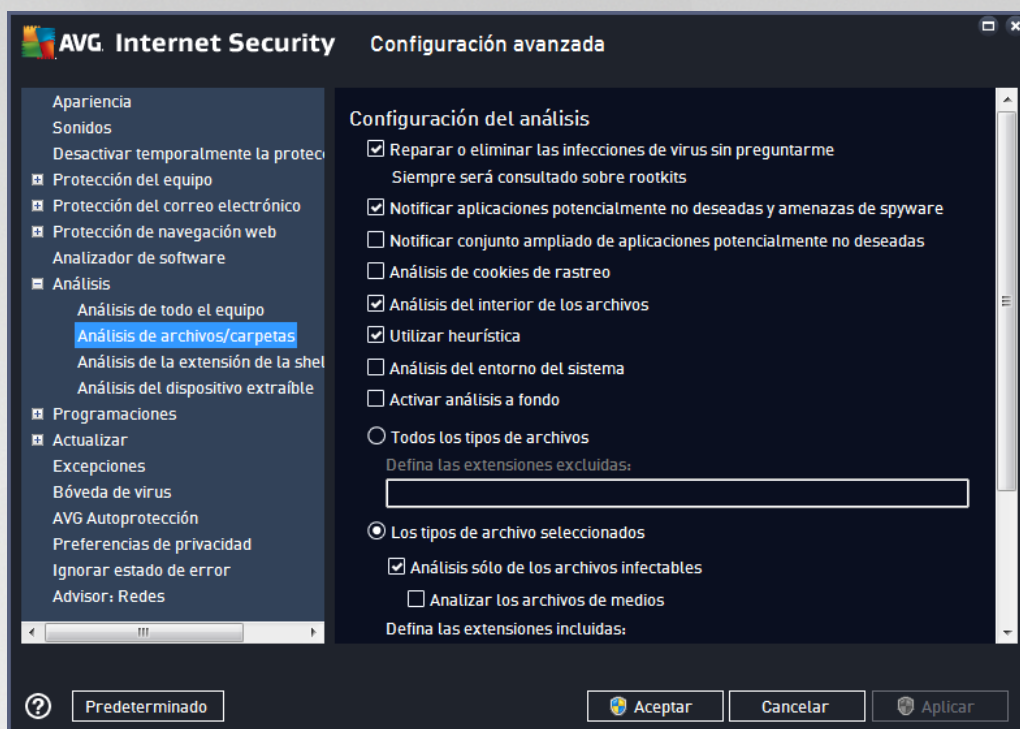 AVG. Internet Security
Configuración avanzada
Apariencia
Sonidos
Desactivar temporalmente la protec
Protección del equipo
Protección del correo electrónico
Protección de navegación web
Analizador de software
Análisis
Análisis de todo el equipo
Análisis de archivos/carpetas
Análisis de la extensión de la shel
Análisis del dispositivo extraíble
Programaciones
Actualizar
Excepciones
Bóveda de virus
AVG Autoprotección
Preferencias de privacidad
Ignorar estado de error
Advisor: Redes
Configuración del análisis
Reparar o eliminar las infecciones de virus sin preguntarme
Siempre será consultado sobre rootkits
Notificar aplicaciones potencialmente no deseadas y amenazas de spyware
Notificar conjunto ampliado de aplicaciones potencialmente no deseadas
Análisis de cookies de rastreo
Análisis del interior de los archivos
Utilizar heurística
Análisis del entorno del sistema
Activar análisis a fondo
Todos los tipos de archivos
Defina las extensiones excluidas:
Los tipos de archivo seleccionados
Análisis sólo de los archivos infectables
Analizar los archivos de medios
Defina las extensiones incluidas:
Predeterminado
Aceptar
Cancelar
Aplicar